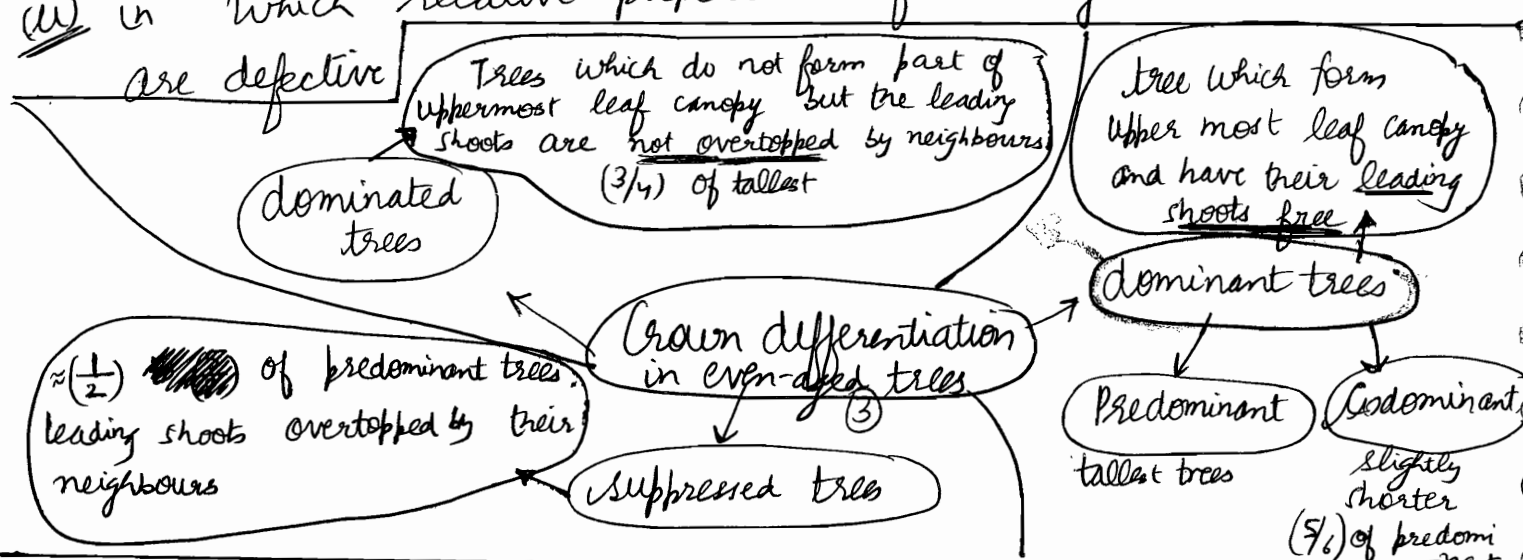 (ii) in which relative
are defective
Trees which do not form part of
uppermost leaf canopy but the leading
shoots are not overtopped by neighbours
(3/4) of tallest
dominated
trees
tree which form
upper most leaf canopy
and have their leading
shoots free
dominant trees
Crown differentiation
in even-aged trees
3
Predominant
tallest trees
Codominant
slightly
shorter
(5/6) of predomi
≈(1/2) of predominant trees.
leading shoots overtopped by their
neighbours
suppressed trees